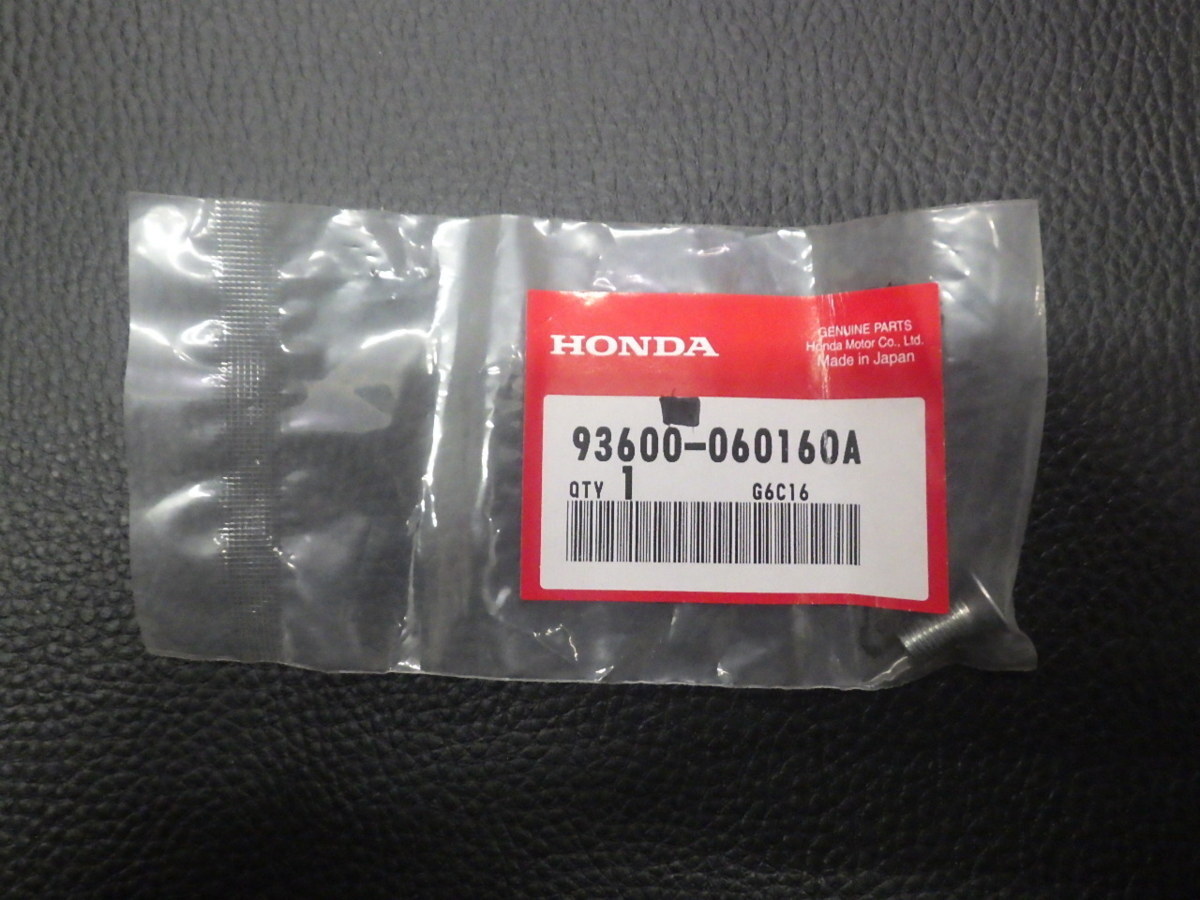 HONDA
GENUINE PARTS
Honda Motor Co., Ltd.
Made in Japan
93600-060160A
QTY 1 G6C16